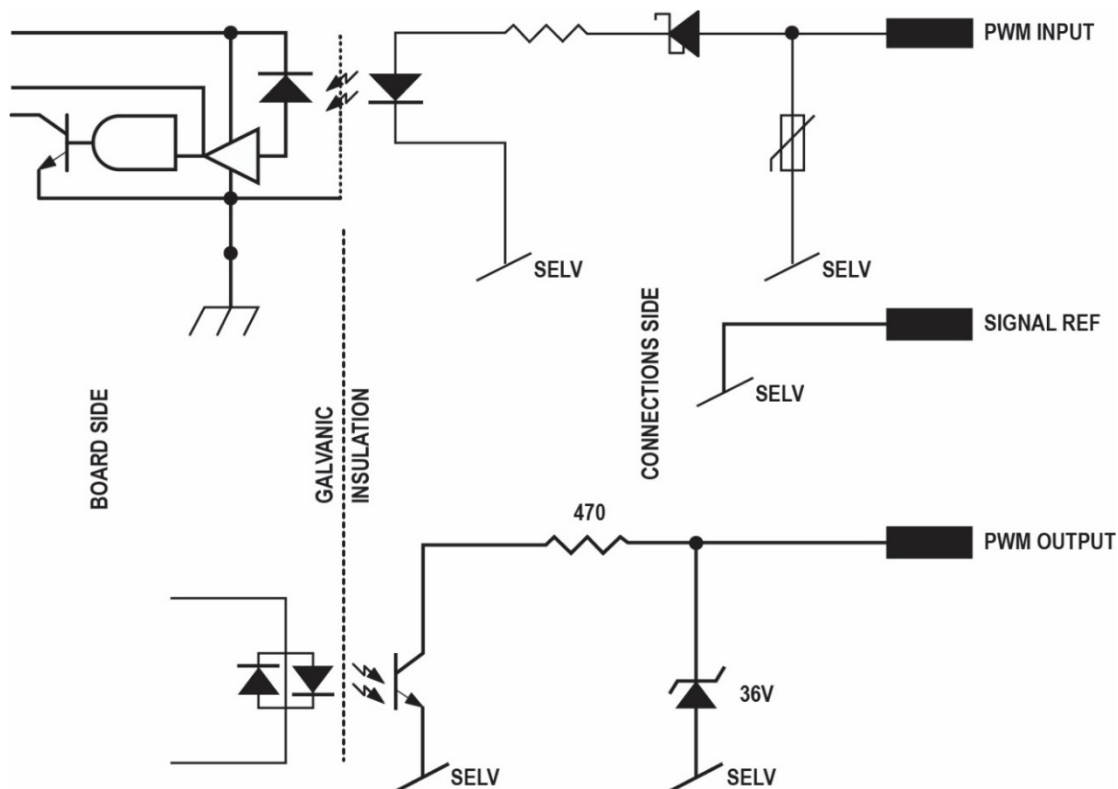 PWM INPUT
SELV
SELV
SIGNAL REF
SELV
BOARD SIDE
GALVANIC
INSULATION
CONNECTIONS SIDE
470
PWM OUTPUT
36V
SELV
SELV